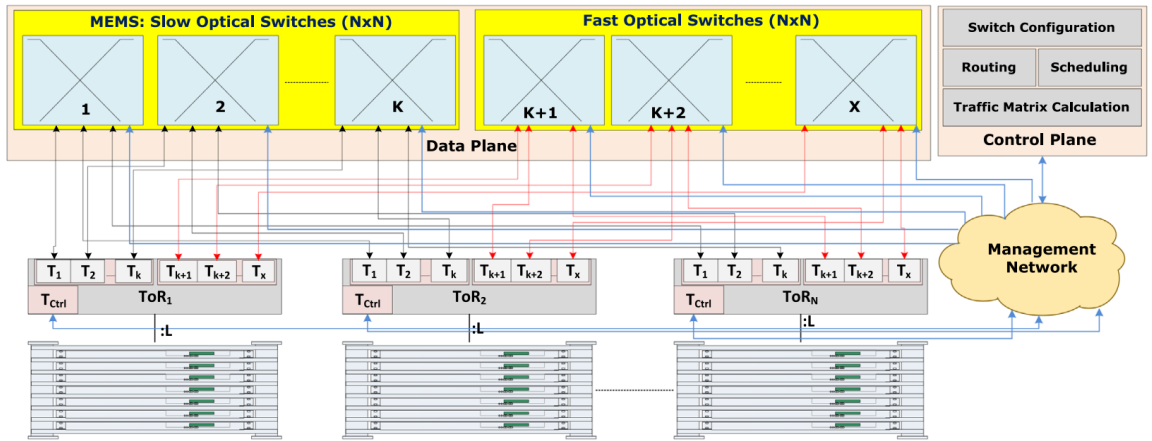 MEMS: Slow Optical Switches (NxN)
Fast Optical Switches (NxN)
1
2
K
K+1
K+2
X
Data Plane
Switch Configuration
Routing
Scheduling
Traffic Matrix Calculation
Control Plane
Management
Network
T1 T2 Tk Tk+1 Tk+2 Tx
TCtrl
ToR1
:L
T1 T2 Tk Tk+1 Tk+2 Tx
TCtrl
ToR2
:L
T1 T2 Tk Tk+1 Tk+2 Tx
TCtrl
ToRN
:L